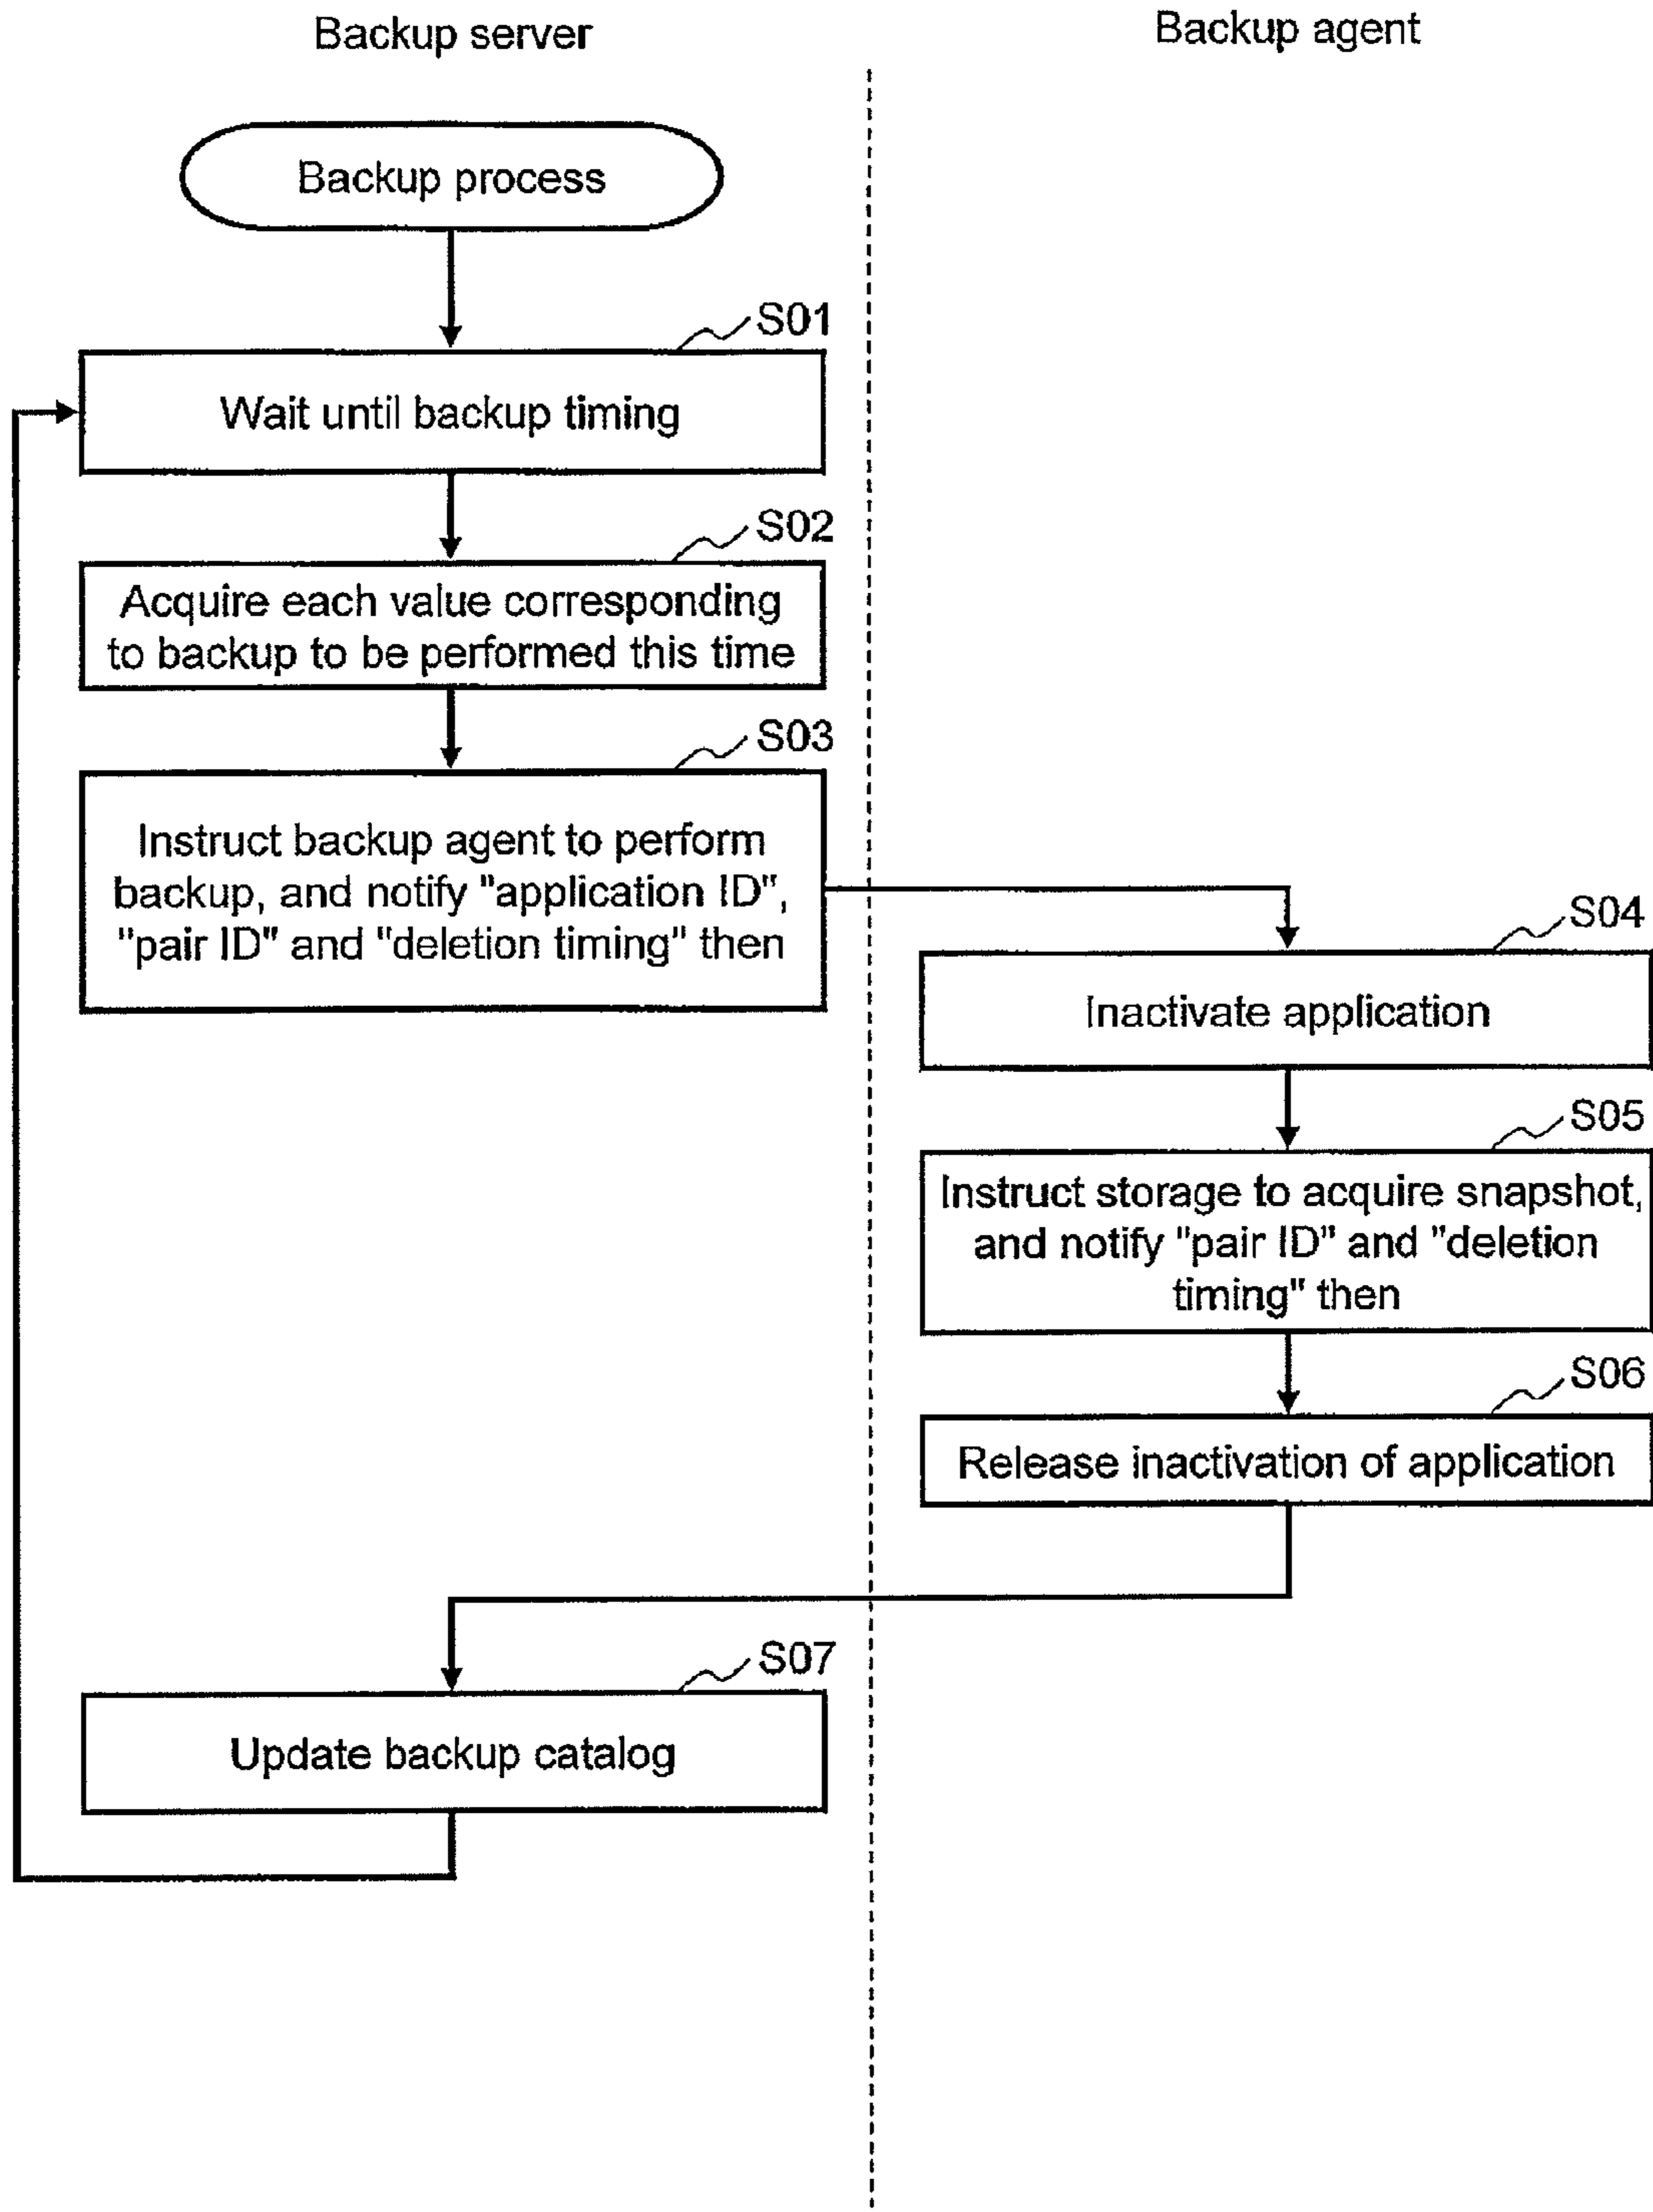 Backup server
Backup agent
Backup process
S01
Wait until backup timing
S02
Acquire each value corresponding
to backup to be performed this time
S03
Instruct backup agent to perform
backup, and notify "application ID",
"pair ID" and "deletion timing" then
S04
Inactivate application
S05
Instruct storage to acquire snapshot,
and notify "pair ID" and "deletion
timing" then
S06
Release inactivation of application
S07
Update backup catalog